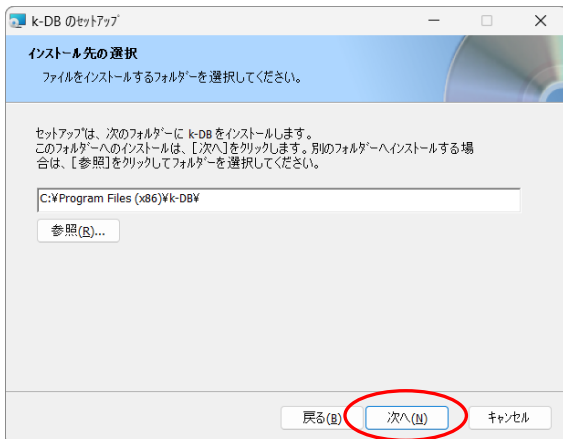 k-DB のｾｯﾄｱｯﾌﾟ
ｲﾝｽﾄｰﾙ先の選択
ﾌｧｲﾙをｲﾝｽﾄｰﾙするﾌｫﾙﾀﾞｰを選択してください。
ｾｯﾄｱｯﾌﾟは、次のﾌｫﾙﾀﾞｰに k-DB をｲﾝｽﾄｰﾙします。
このﾌｫﾙﾀﾞｰへのｲﾝｽﾄｰﾙは、[次へ]をｸﾘｯｸします。別のﾌｫﾙﾀﾞｰへｲﾝｽﾄｰﾙする場
合は、[参照]をｸﾘｯｸしてﾌｫﾙﾀﾞｰを選択してください。
C:¥Program Files (x86)¥k-DB¥
参照(R)...
戻る(B) 次へ(N) ｷｬﾝｾﾙ